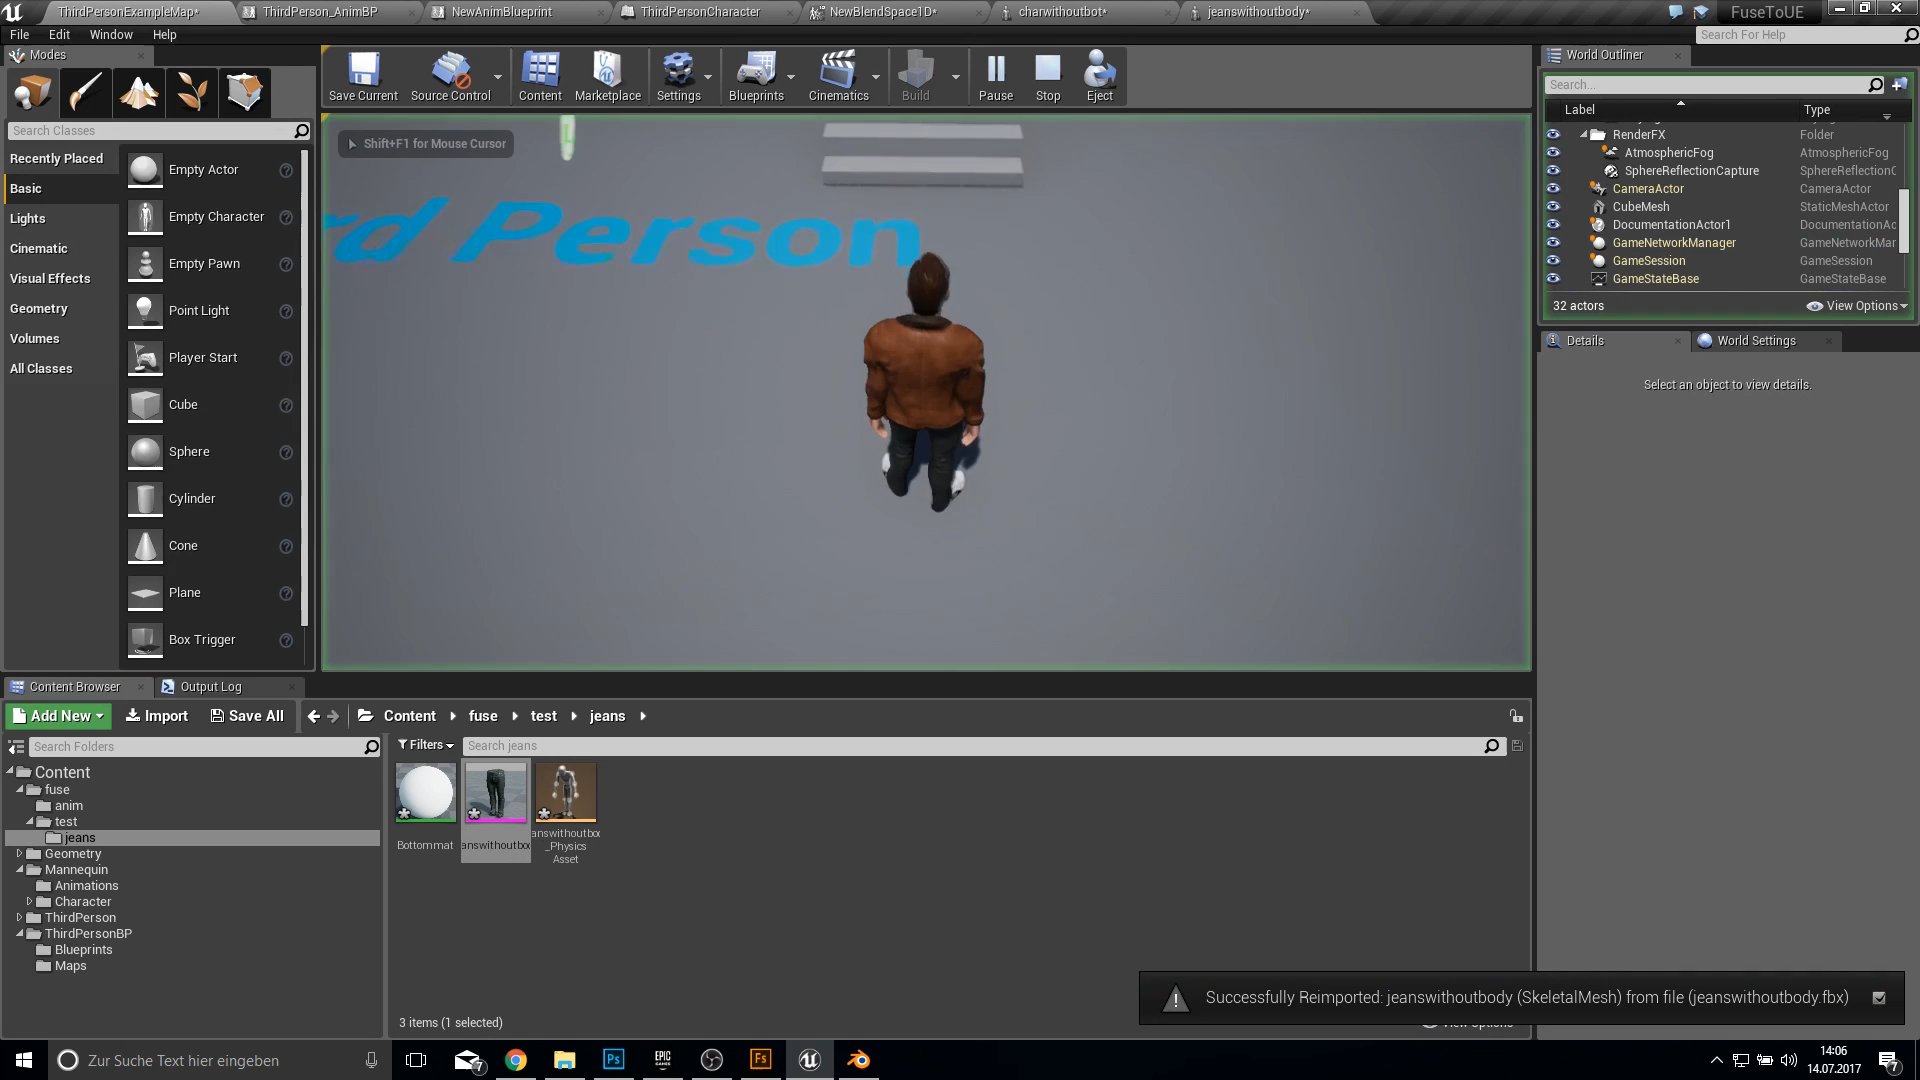 ThirdPersonExampleMap*
ThirdPerson_AnimBP
NewAnimBlueprint
ThirdPersonCharacter
NewBlendSpace1D*
charwithoutbot*
jeanswithoutbody*
FuseToUE
File Edit Window Help
Search For Help
Modes
Search Classes
Recently Placed
Basic
Lights
Cinematic
Visual Effects
Geometry
Volumes
All Classes
Empty Actor
Empty Character
Empty Pawn
Point Light
Player Start
Cube
Sphere
Cylinder
Cone
Plane
Box Trigger
Save Current
Source Control
Content
Marketplace
Settings
Blueprints
Cinematics
Build
Pause
Stop
Eject
Shift+F1 for Mouse Cursor
rd Person
World Outliner
Search...
Label Type
RenderFX Folder
AtmosphericFog AtmosphericFog
SphereReflectionCapture SphereReflectionC
CameraActor CameraActor
CubeMesh StaticMeshActor
DocumentationActor1 DocumentationAc
GameNetworkManager GameNetworkMar
GameSession GameSession
GameStateBase GameStateBase
32 actors
View Options
Details
World Settings
Select an object to view details.
Content Browser
Output Log
Add New
Import
Save All
Content fuse test jeans
Search Folders
Filters
Search jeans
Content
fuse
anim
test
jeans
Geometry
Mannequin
Animations
Character
ThirdPerson
ThirdPersonBP
Blueprints
Maps
Bottommat
answithoutbo
answithoutbo
_Physics
Asset
3 items (1 selected)
View Options
Successfully Reimported: jeanswithoutbody (SkeletalMesh) from file (jeanswithoutbody.fbx)
Zur Suche Text hier eingeben
7
Ps
EPIC
GAMES
Fs
14:06
14.07.2017
7